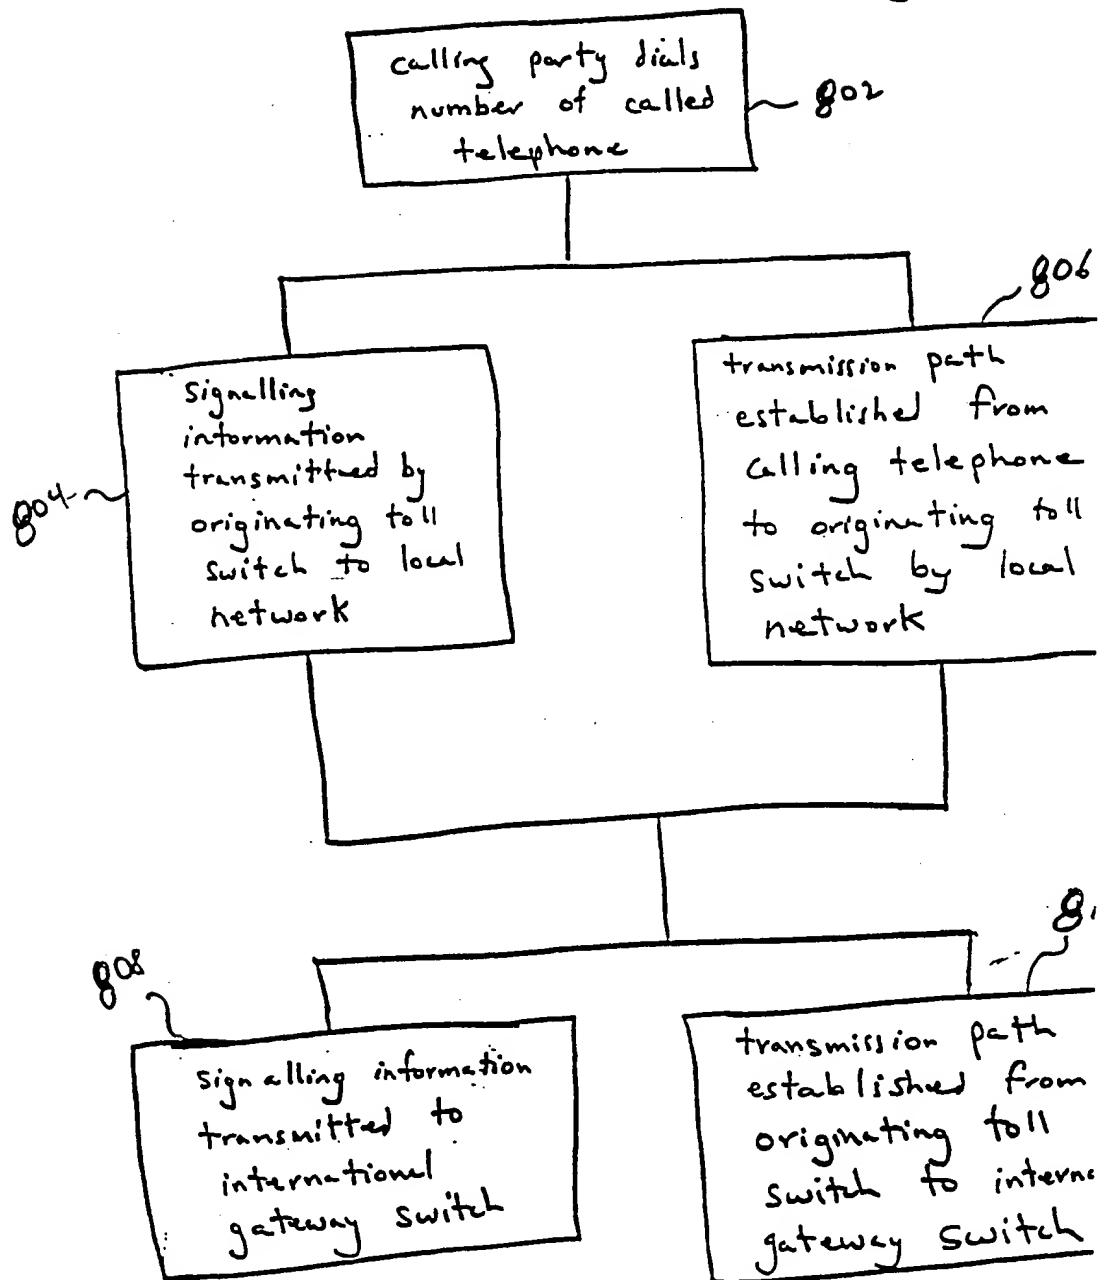 calling party dials
number of called
telephone
802
806
signalling
information
transmitted by
originating toll
switch to local
network
804
transmission path
established from
calling telephone
to originating toll
switch by local
network
808
signalling information
transmitted to
international
gateway switch
transmission path
established from
originating toll
switch to
gateway switch